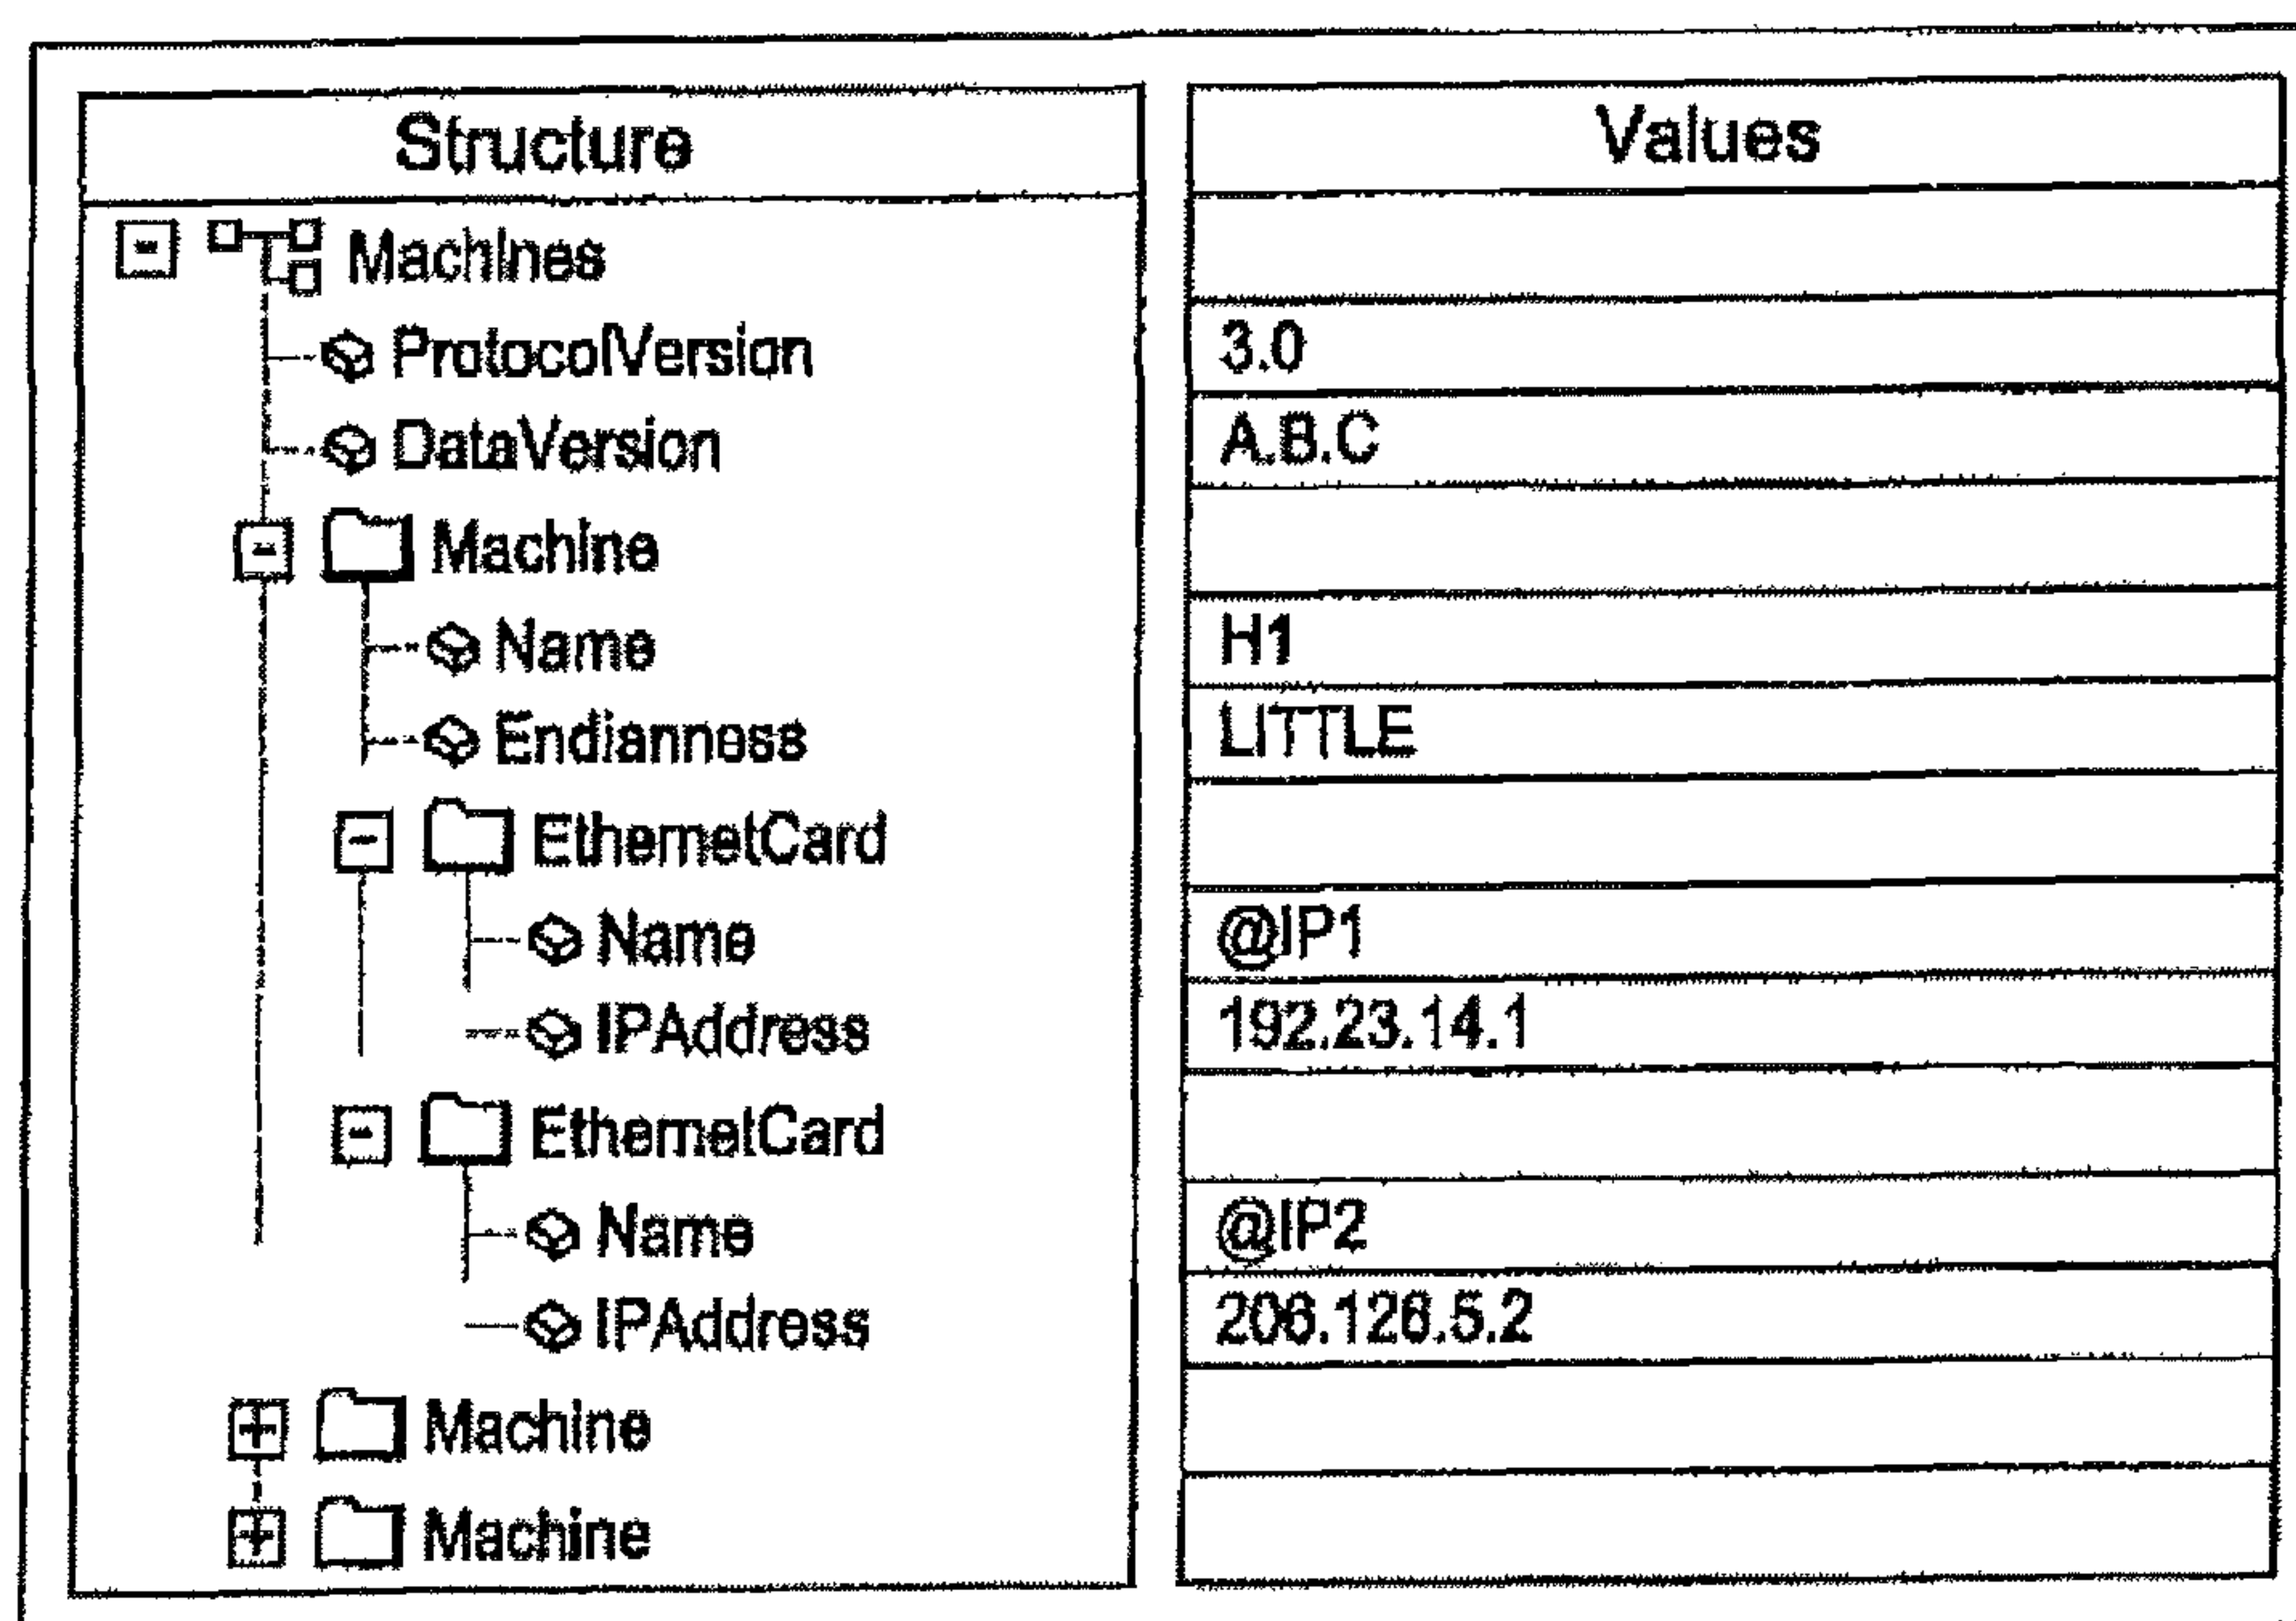 Structure Values
Machines
ProtocolVersion 3.0
DataVersion A.B.C
Machine
Name H1
Endianness LITTLE
EthernetCard
Name @IP1
IPAddress 192.23.14.1
EthernetCard
Name @IP2
IPAddress 206.126.5.2
Machine
Machine